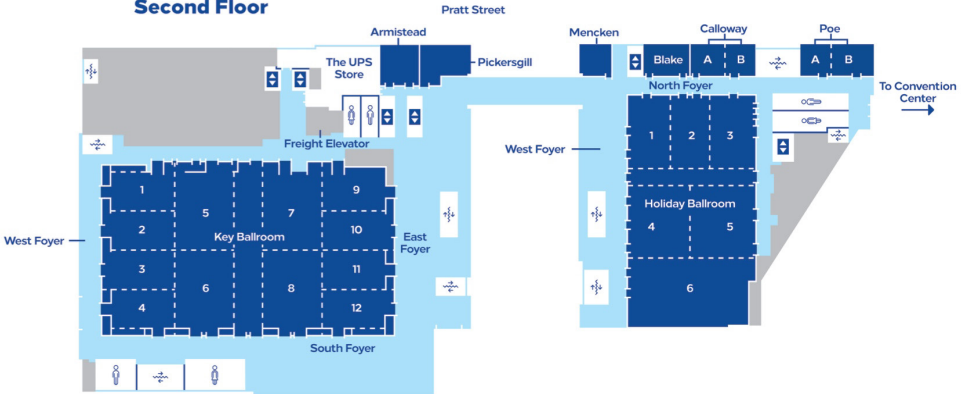 Second Floor
Pratt Street
Armistead
Mencken
Calloway
Poe
The UPS
Store
Pickersgill
Blake
A
B
A
B
North Foyer
To Convention
Center
Freight Elevator
West Foyer
1
2
3
1
2
3
4
5
6
Key Ballroom
7
8
9
10
11
12
West Foyer
East
Foyer
Holiday Ballroom
4
5
6
South Foyer